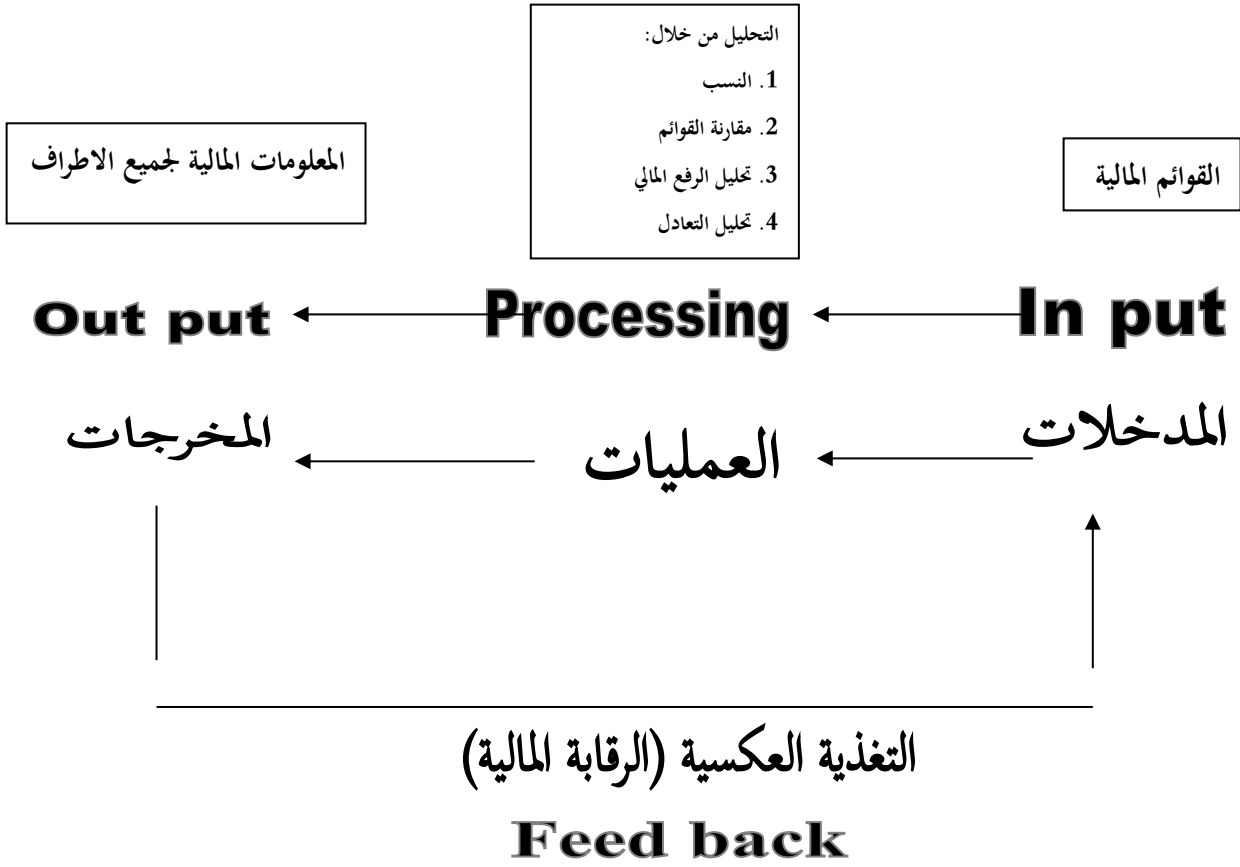 التحليل من خلال:
1. النسب
2. مقارنة القوائم
3. تحليل الرفع المالي
4. تحليل التعادل
القوائم المالية
المعلومات المالية لجميع الاطراف
In put
Processing
Out put
المدخلات
العمليات
المخرجات
التغذية العكسية (الرقابة المالية)
Feed back